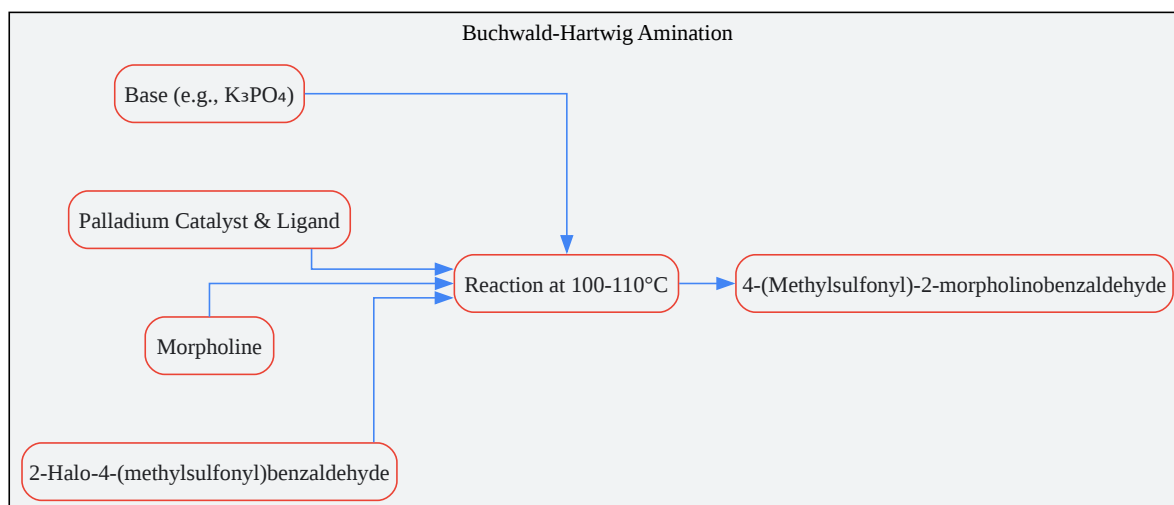 Buchwald-Hartwig Amination
Base (e.g., K₃PO₄)
Palladium Catalyst & Ligand
Reaction at 100-110°C
4-(Methylsulfonyl)-2-morpholinobenzaldehyde
Morpholine
2-Halo-4-(methylsulfonyl)benzaldehyde